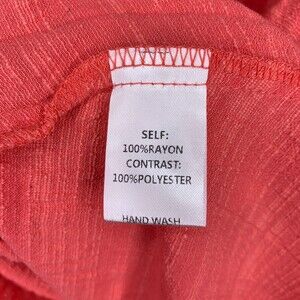 SELF:
100%RAYON
CONTRAST:
100%POLYESTER
HAND WASH